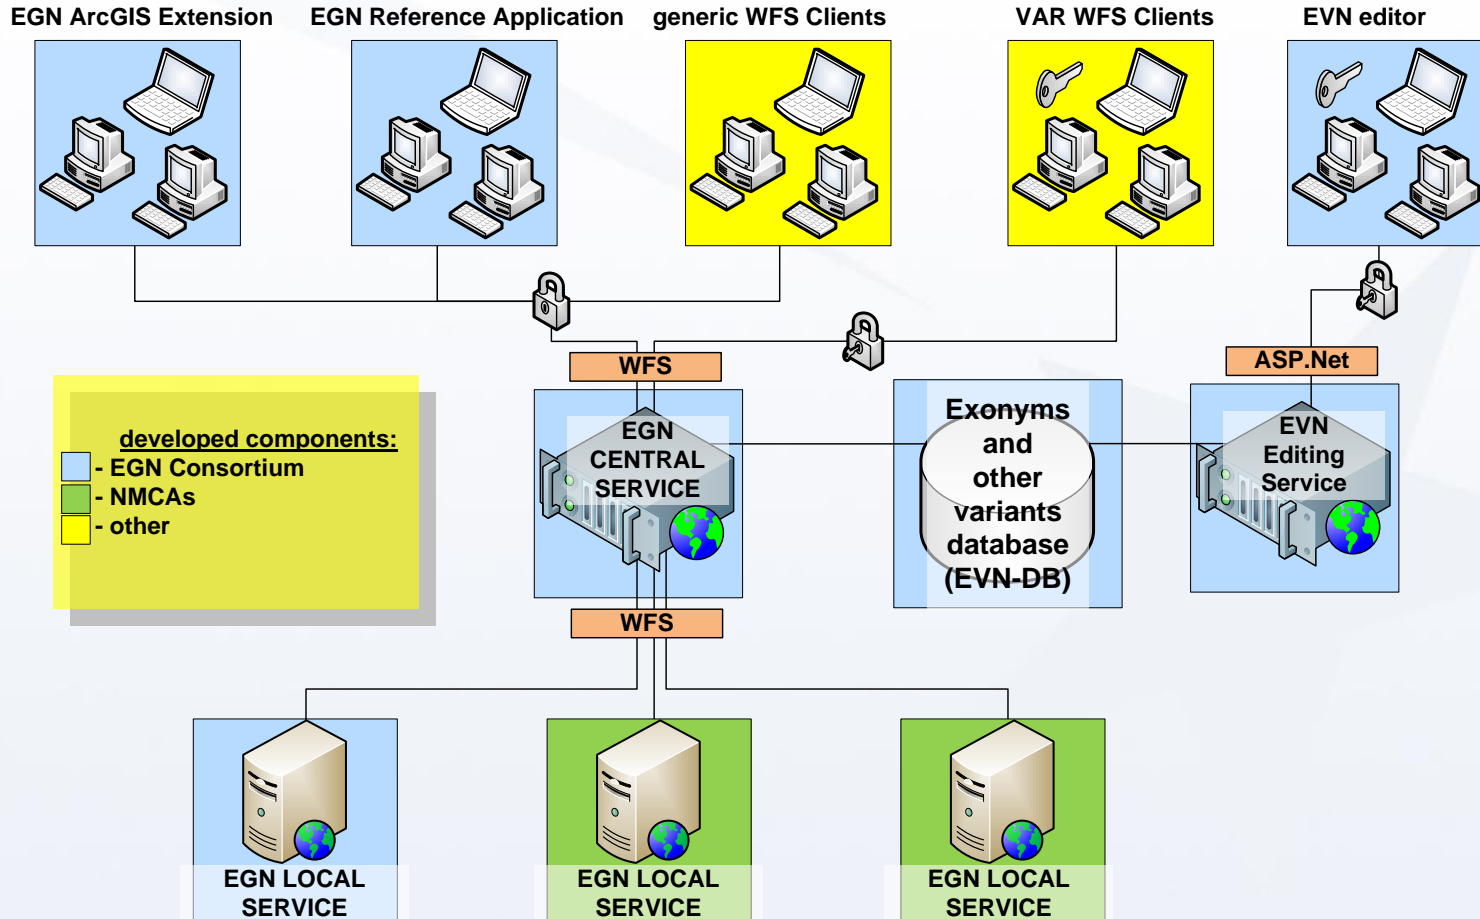 EGN ArcGIS Extension
EGN Reference Application
generic WFS Clients
VAR WFS Clients
EVN editor
WFS
ASP.Net
developed components:
- EGN Consortium
- NMCAs
- other
EGN
CENTRAL
SERVICE
Exonyms
and
other
variants
database
(EVN-DB)
EVN
Editing
Service
WFS
EGN LOCAL
SERVICE
EGN LOCAL
SERVICE
EGN LOCAL
SERVICE